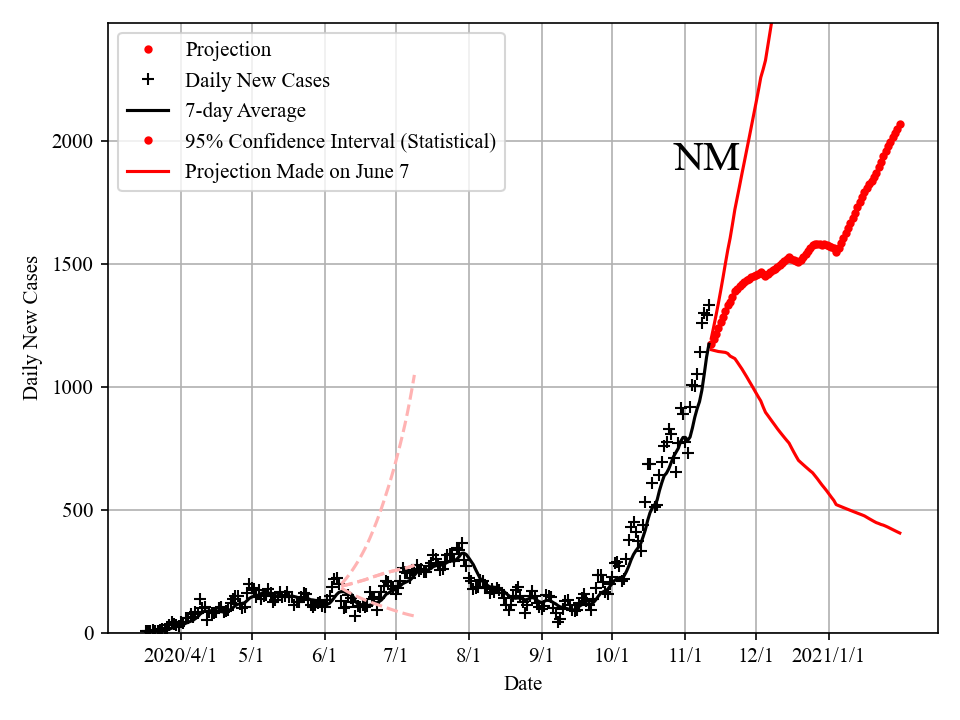 Projection
Daily New Cases
7-day Average
95% Confidence Interval (Statistical)
Projection Made on June 7
NM
2000
1500
1000
500
0
Daily New Cases
2020/4/1 5/1 6/1 7/1 8/1 9/1 10/1 11/1 12/1 2021/1/1
Date